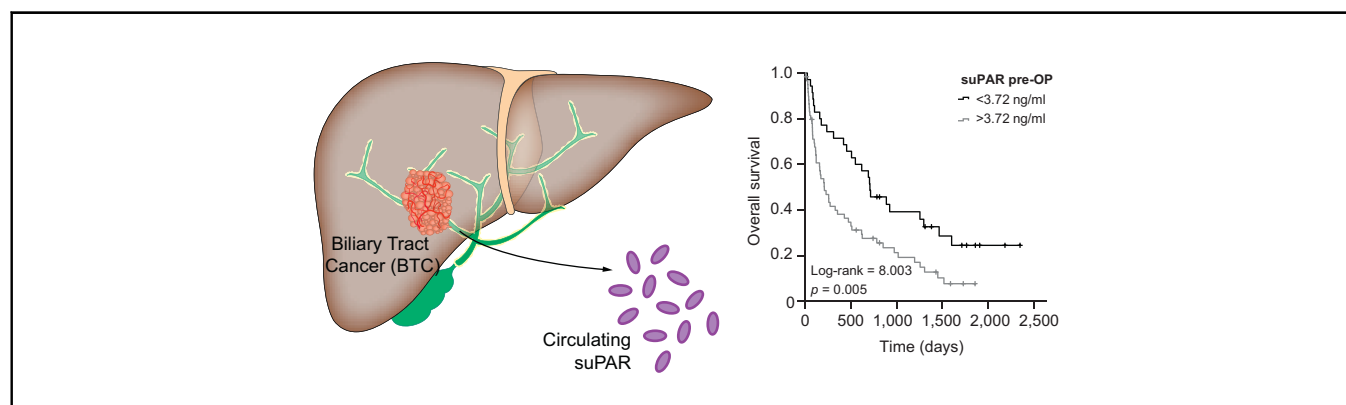 Biliary Tract
Cancer (BTC)
Circulating
suPAR
suPAR pre-OP
<3.72 ng/ml
>3.72 ng/ml
Overall survival
1.0
0.8
0.6
0.4
0.2
0
Log-rank = 8.003
p = 0.005
0 500 1,000 1,500 2,000 2,500
Time (days)